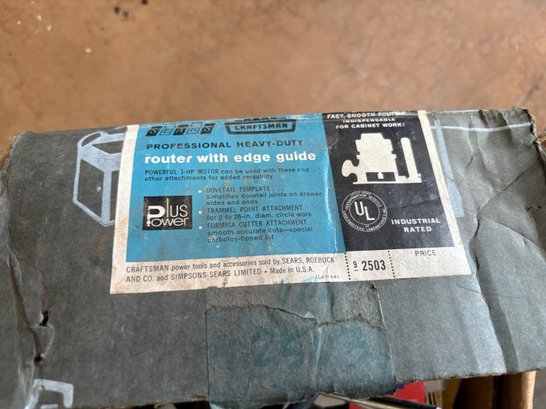 SEARS
CRAFTSMAN
PROFESSIONAL HEAVY-DUTY
router with edge guide
POWERFUL 1-HP MOTOR can be used with these and
other attachments for added versatility
• DOVETAIL TEMPLATE . . .
simplifies dovetail joints on drawer
sides and ends
• TRAMMEL POINT ATTACHMENT
for 2 to 26-in. diam. circle work
• FORMICA CUTTER ATTACHMENT . . .
smooth accurate cuts—special
carboloy-tipped bit
Plus
Power
FAST, SMOOTH ROUTING
INDISPENSABLE
FOR CABINET WORK!
UL
INDUSTRIAL
RATED
CRAFTSMAN power tools and accessories sold by SEARS, ROEBUCK
AND CO. and SIMPSONS-SEARS LIMITED • Made in U.S.A.
9 2503
PRICE